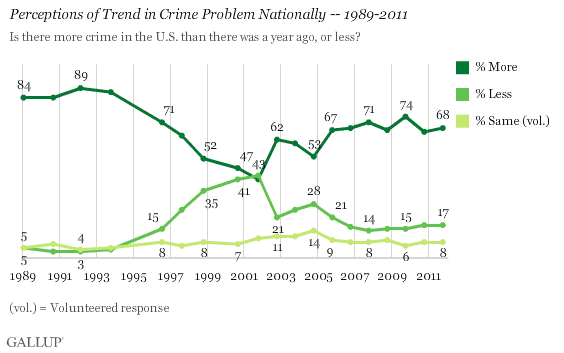 Perceptions of Trend in Crime Problem Nationally -- 1989-2011
Is there more crime in the U.S. than there was a year ago, or less?
% More
% Less
% Same (vol.)
84 89 71 52 47 43 62 53 67 71 74 68
15 35 41 21 28 21 14 15 17
5 4
5 3 8 8 7 11 14 9 8 6 8
1989 1991 1993 1995 1997 1999 2001 2003 2005 2007 2009 2011
(vol.) = Volunteered response
GALLUP